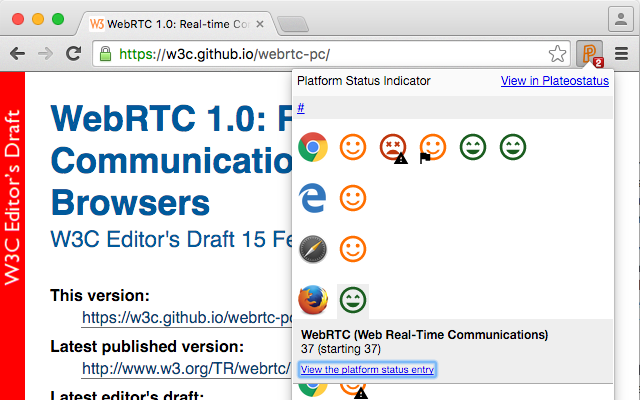 W3 WebRTC 1.0: Real-time Co
https://w3c.github.io/webrtc-pc/
2
Platform Status Indicator
View in Plateostatus
#
W3C Editor's Draft
WebRTC 1.0: R
Communicatio
Browsers
W3C Editor's Draft 15 Fe
This version:
https://w3c.github.io/webrtc-pc
Latest published version:
http://www.w3.org/TR/webrtc/
Latest editor's draft:
WebRTC (Web Real-Time Communications)
37 (starting 37)
View the platform status entry